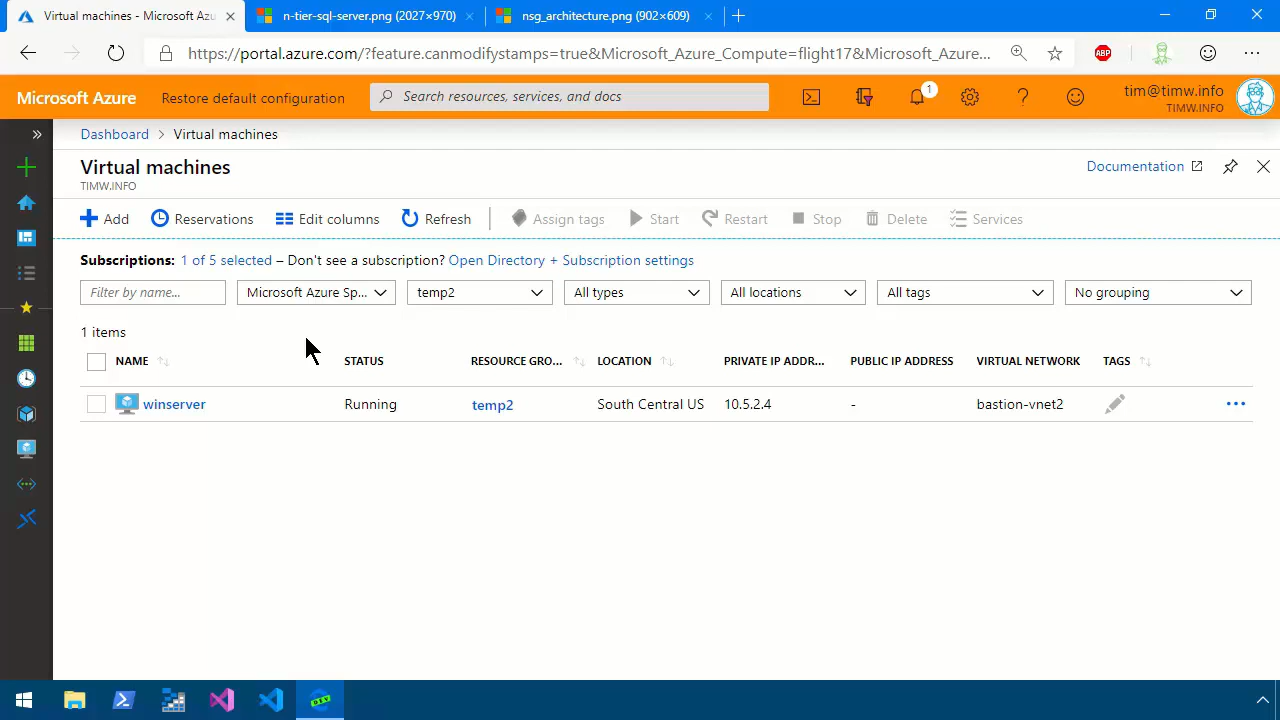 Virtual machines - Microsoft Azu
n-tier-sql-server.png (2027×970)
nsg_architecture.png (902×609)
https://portal.azure.com/?feature.canmodifystamps=true&Microsoft_Azure_Compute=flight17&Microsoft_Azure...
ABP
Microsoft Azure
Restore default configuration
Search resources, services, and docs
1
tim@timw.info
TIMW.INFO
Dashboard > Virtual machines
Virtual machines
TIMW.INFO
Documentation
Add
Reservations
Edit columns
Refresh
Assign tags
Start
Restart
Stop
Delete
Services
Subscriptions: 1 of 5 selected – Don't see a subscription? Open Directory + Subscription settings
Filter by name...
Microsoft Azure Sp...
temp2
All types
All locations
All tags
No grouping
1 items
NAME STATUS RESOURCE GRO... LOCATION PRIVATE IP ADDR... PUBLIC IP ADDRESS VIRTUAL NETWORK TAGS
winserver Running temp2 South Central US 10.5.2.4 - bastion-vnet2
DEV